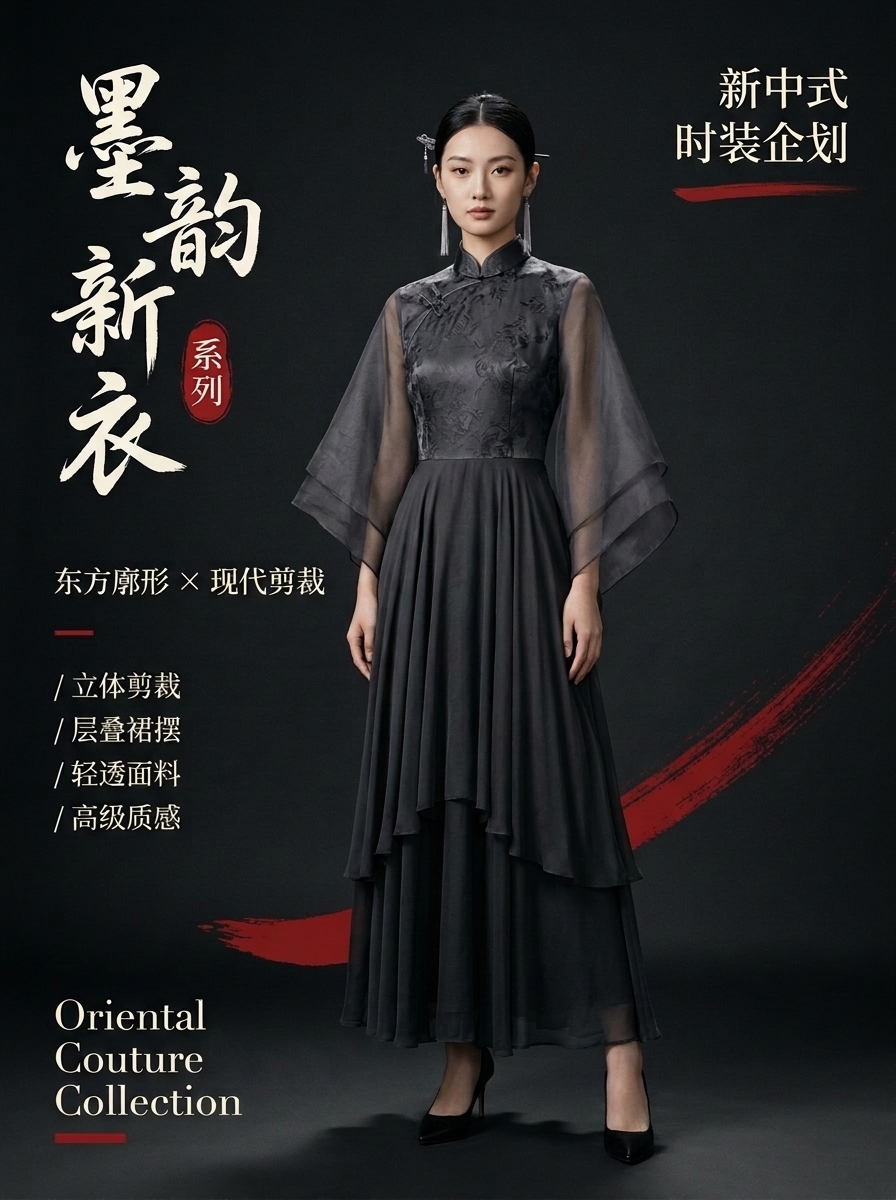 墨韵新衣
系列
新中式
时装企划
东方廓形 × 现代剪裁
/ 立体剪裁
/ 层叠裙摆
/ 轻透面料
/ 高级质感
Oriental
Couture
Collection